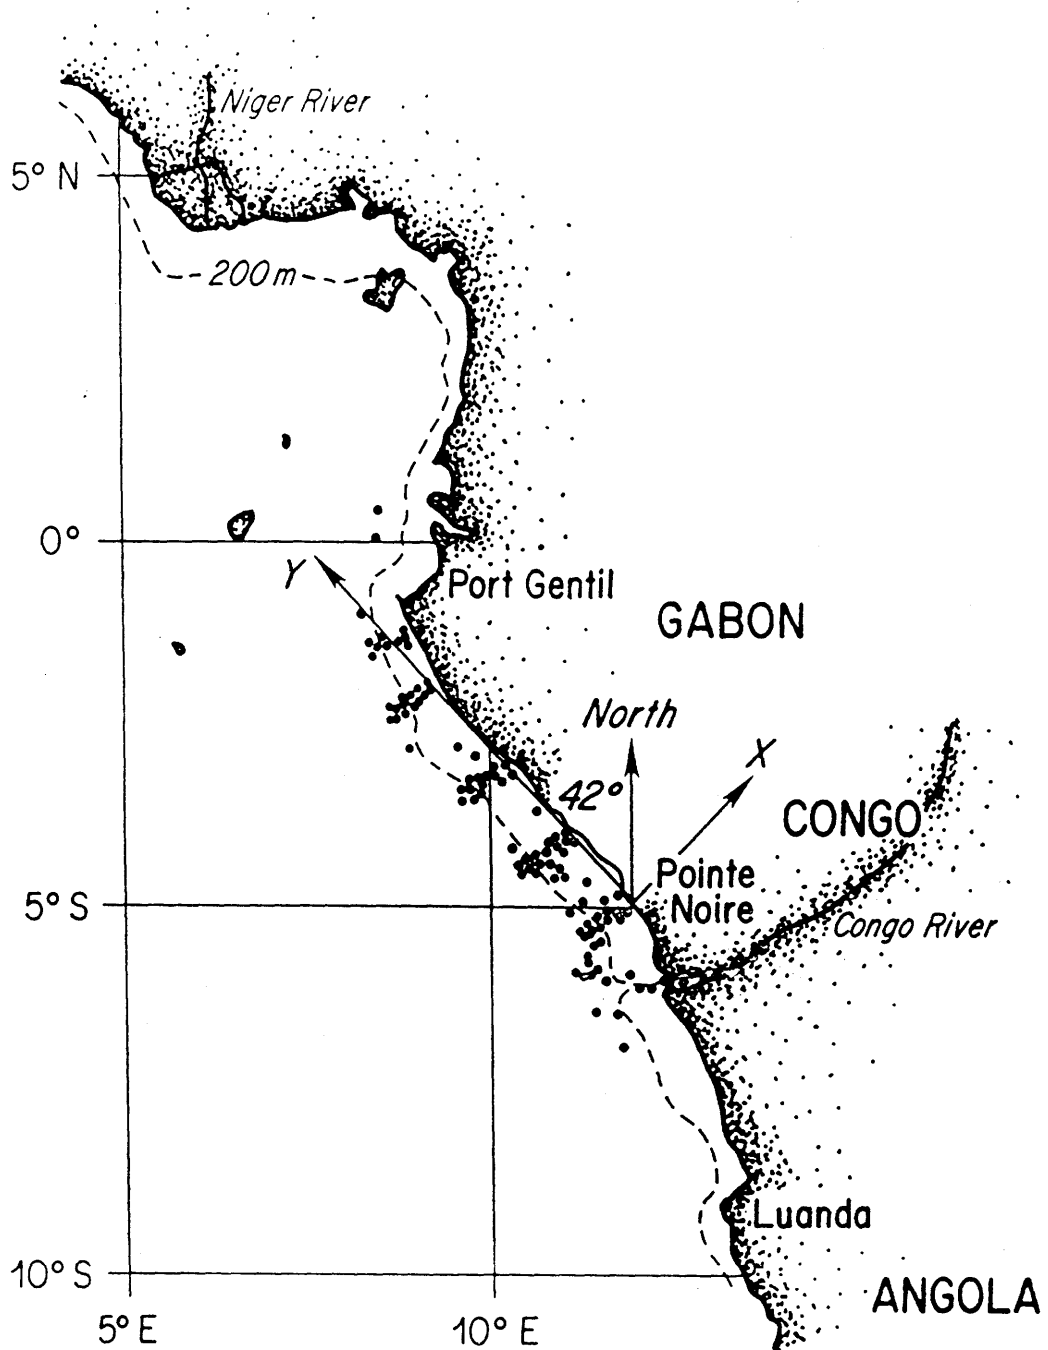 Niger River
5° N
200 m
0°
Y
Port Gentil
GABON
North
X
42°
CONGO
Pointe
Noire
5° S
Congo River
Luanda
10° S
ANGOLA
5° E
10° E